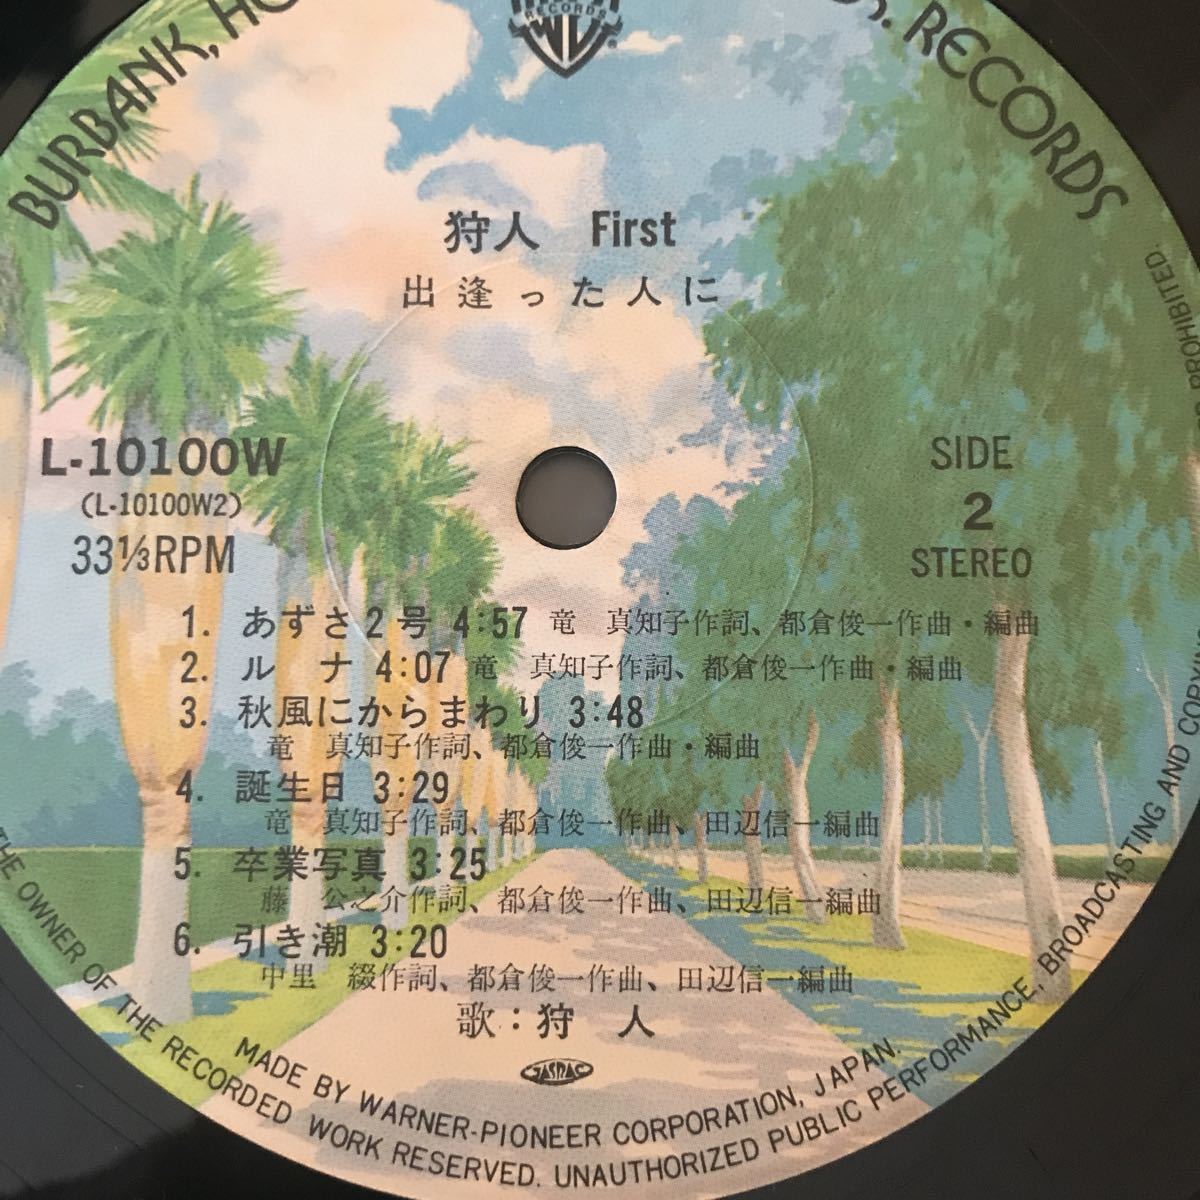 BURBANK,
RECORDS
RECORDS
狩人 First
出逢った人に
L-10100W
(L-10100W2)
33⅓RPM
SIDE
2
STEREO
1. あずさ2号 4:57 竜 真知子作詞、都倉俊一作曲・編曲
2. ルナ 4:07 竜 真知子作詞、都倉俊一作曲・編曲
3. 秋風にからまわり 3:48
竜 真知子作詞、都倉俊一作曲・編曲
4. 誕生日 3:29
竜 真知子作詞、都倉俊一作曲、田辺信一編曲
5. 卒業写真 3:25
藤 公之介作詞、都倉俊一作曲、田辺信一編曲
6. 引き潮 3:20
中里 綴作詞、都倉俊一作曲、田辺信一編曲
歌：狩人
JASRAC
MADE BY WARNER-PIONEER CORPORATION, JAPAN.
THE OWNER OF THE RECORDED WORK RESERVED. UNAUTHORIZED PUBLIC PERFORMANCE, BROADCASTING AND COPYIN
PROHIBITED.